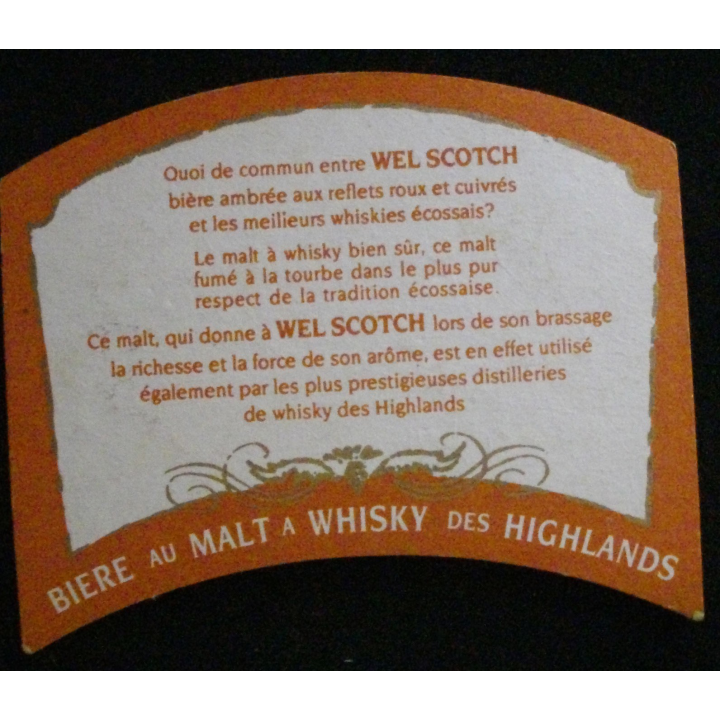 Quoi de commun entre WEL SCOTCH
bière ambrée aux reflets roux et cuivrés
et les meilleurs whiskies écossais?
Le malt à whisky bien sûr, ce malt
fumé à la tourbe dans le plus pur
respect de la tradition écossaise.
Ce malt, qui donne à WEL SCOTCH lors de son brassage
la richesse et la force de son arôme, est en effet utilisé
également par les plus prestigieuses distilleries
de whisky des Highlands
BIERE AU MALT A WHISKY DES HIGHLANDS